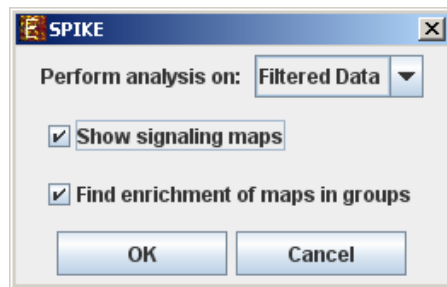 SPIKE
Perform analysis on: Filtered Data
Show signaling maps
Find enrichment of maps in groups
OK Cancel